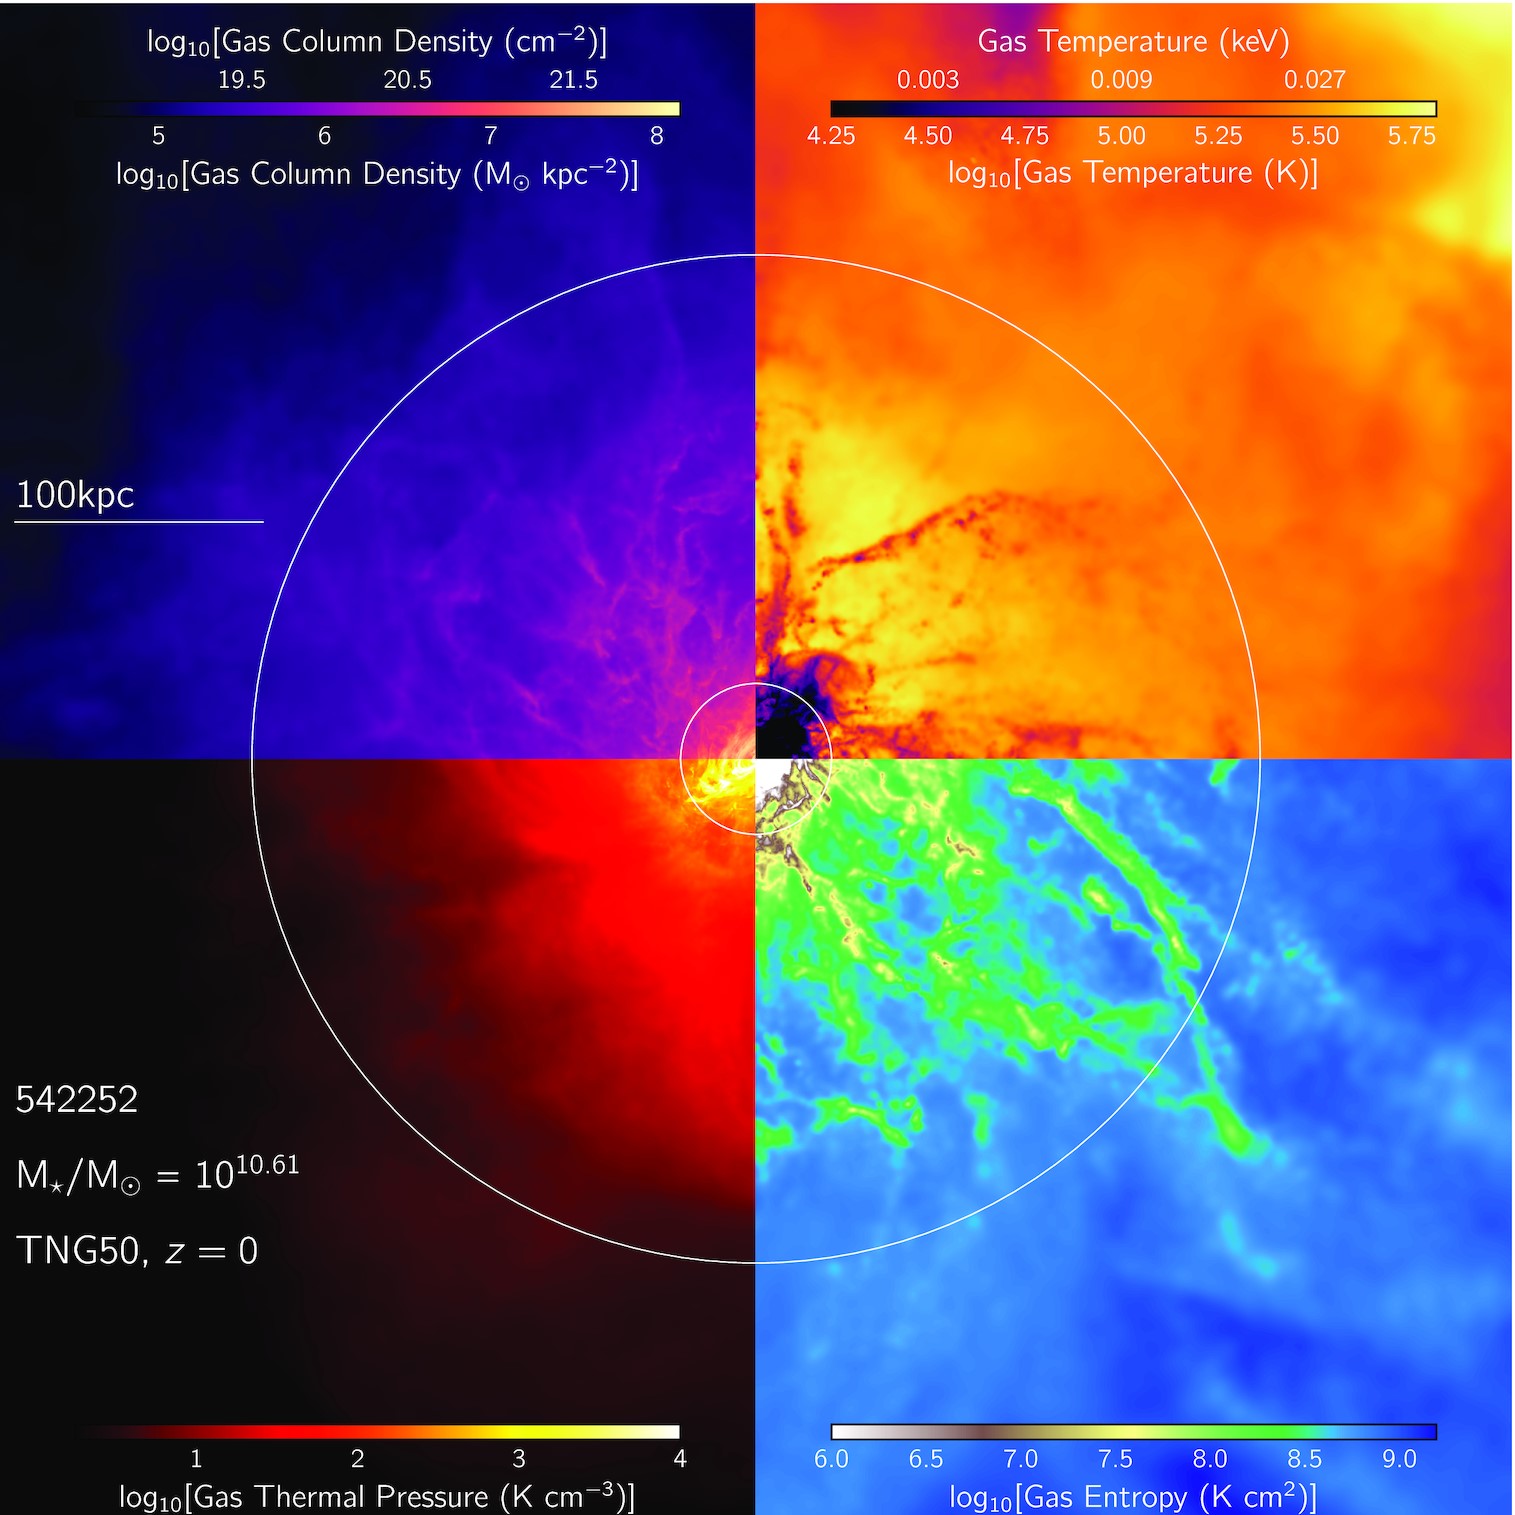 log₁₀[Gas Column Density (cm⁻²)]
19.5 20.5 21.5
5 6 7 8
log₁₀[Gas Column Density (M☉ kpc⁻²)]
Gas Temperature (keV)
0.003 0.009 0.027
4.25 4.50 4.75 5.00 5.25 5.50 5.75
log₁₀[Gas Temperature (K)]
100kpc
542252
M⋆/M☉ = 10¹⁰·⁶¹
TNG50, z = 0
1 2 3 4
log₁₀[Gas Thermal Pressure (K cm⁻³)]
6.0 6.5 7.0 7.5 8.0 8.5 9.0
log₁₀[Gas Entropy (K cm²)]